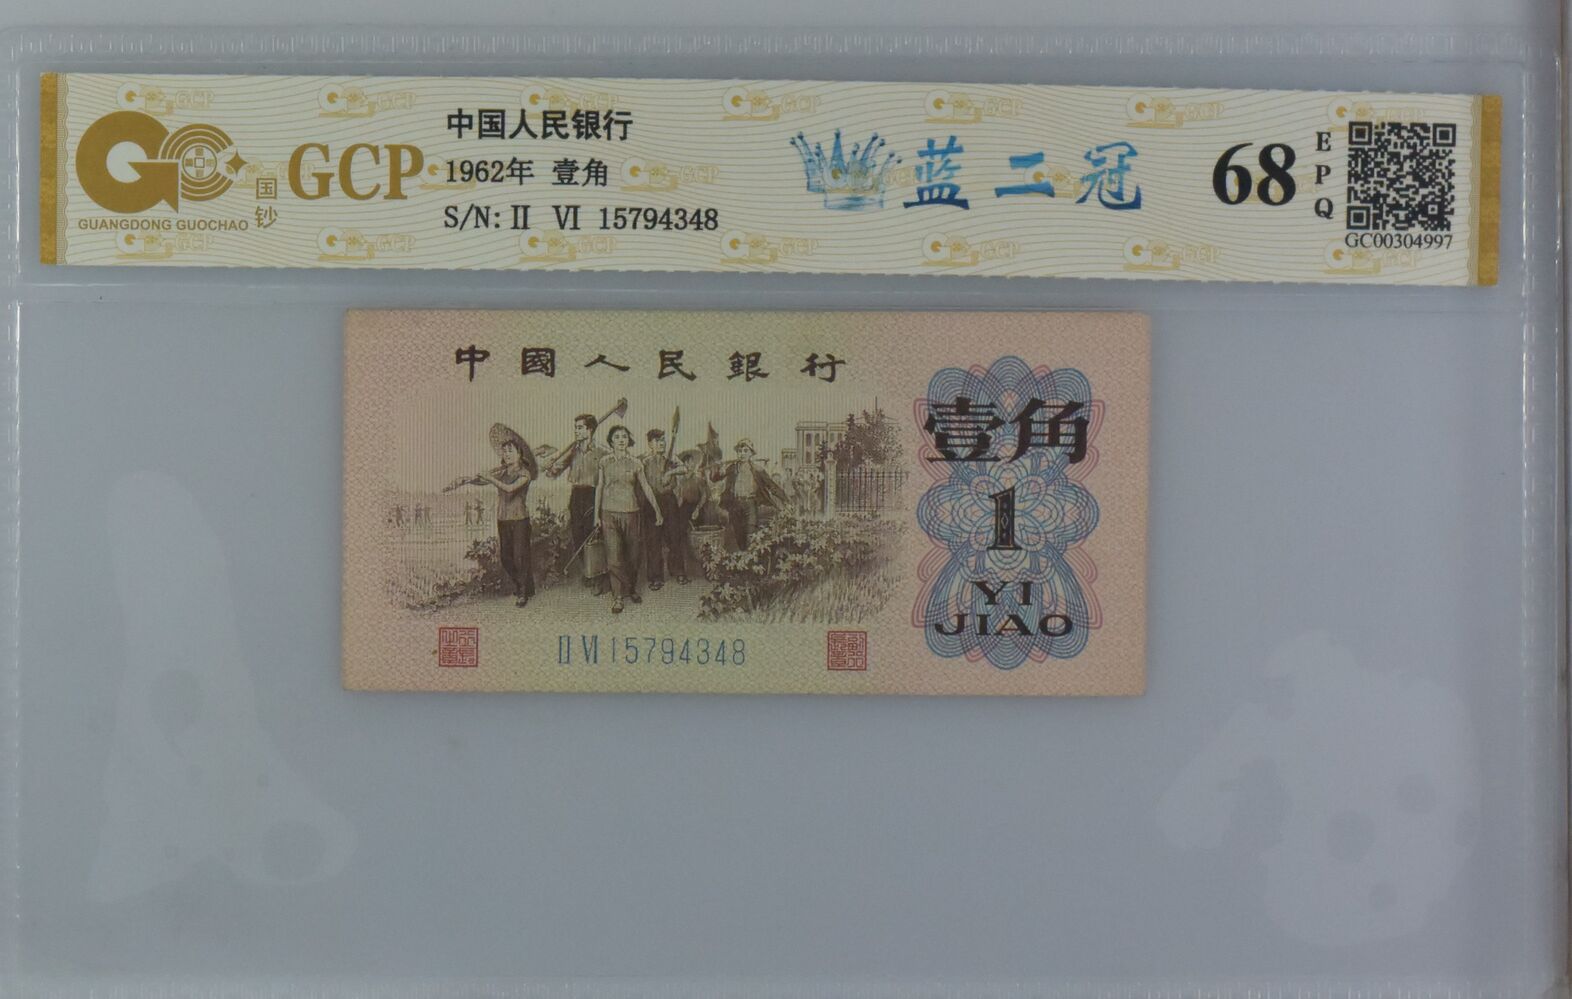 GUANGDONG GUOCHAO
国钞
GCP
中国人民银行
1962年 壹角
S/N: Ⅱ Ⅵ 15794348
蓝二冠
68
EPQ
GC00304997
中國人民銀行
壹角
1
YI
JIAO
Ⅱ Ⅵ 15794348